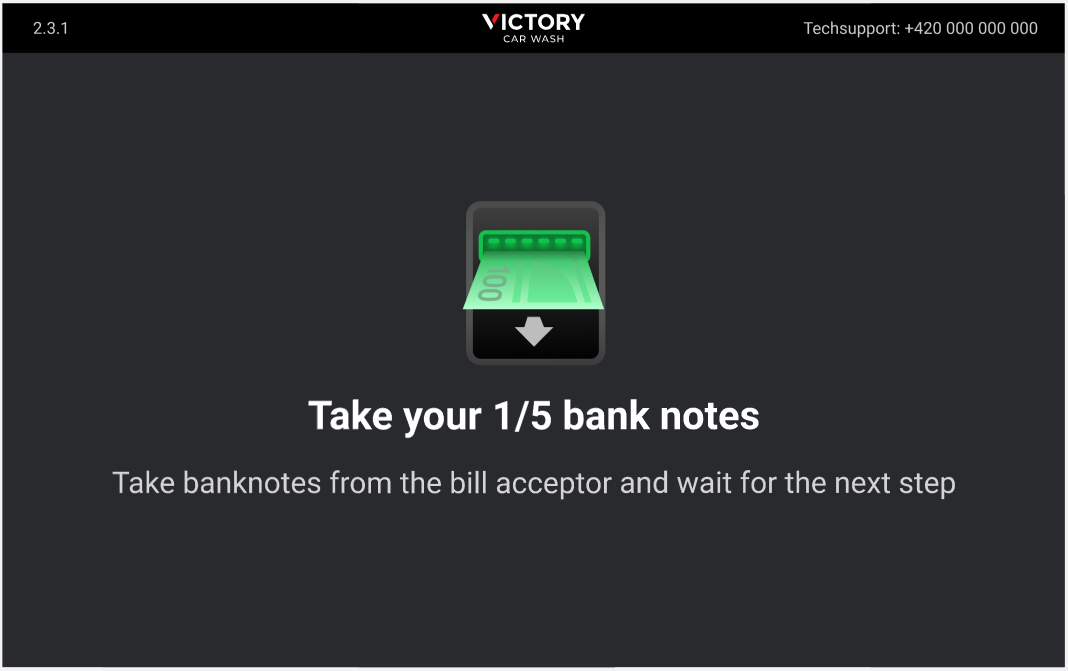 2.3.1
VICTORY
CAR WASH
Techsupport: +420 000 000 000
100
Take your 1/5 bank notes
Take banknotes from the bill acceptor and wait for the next step